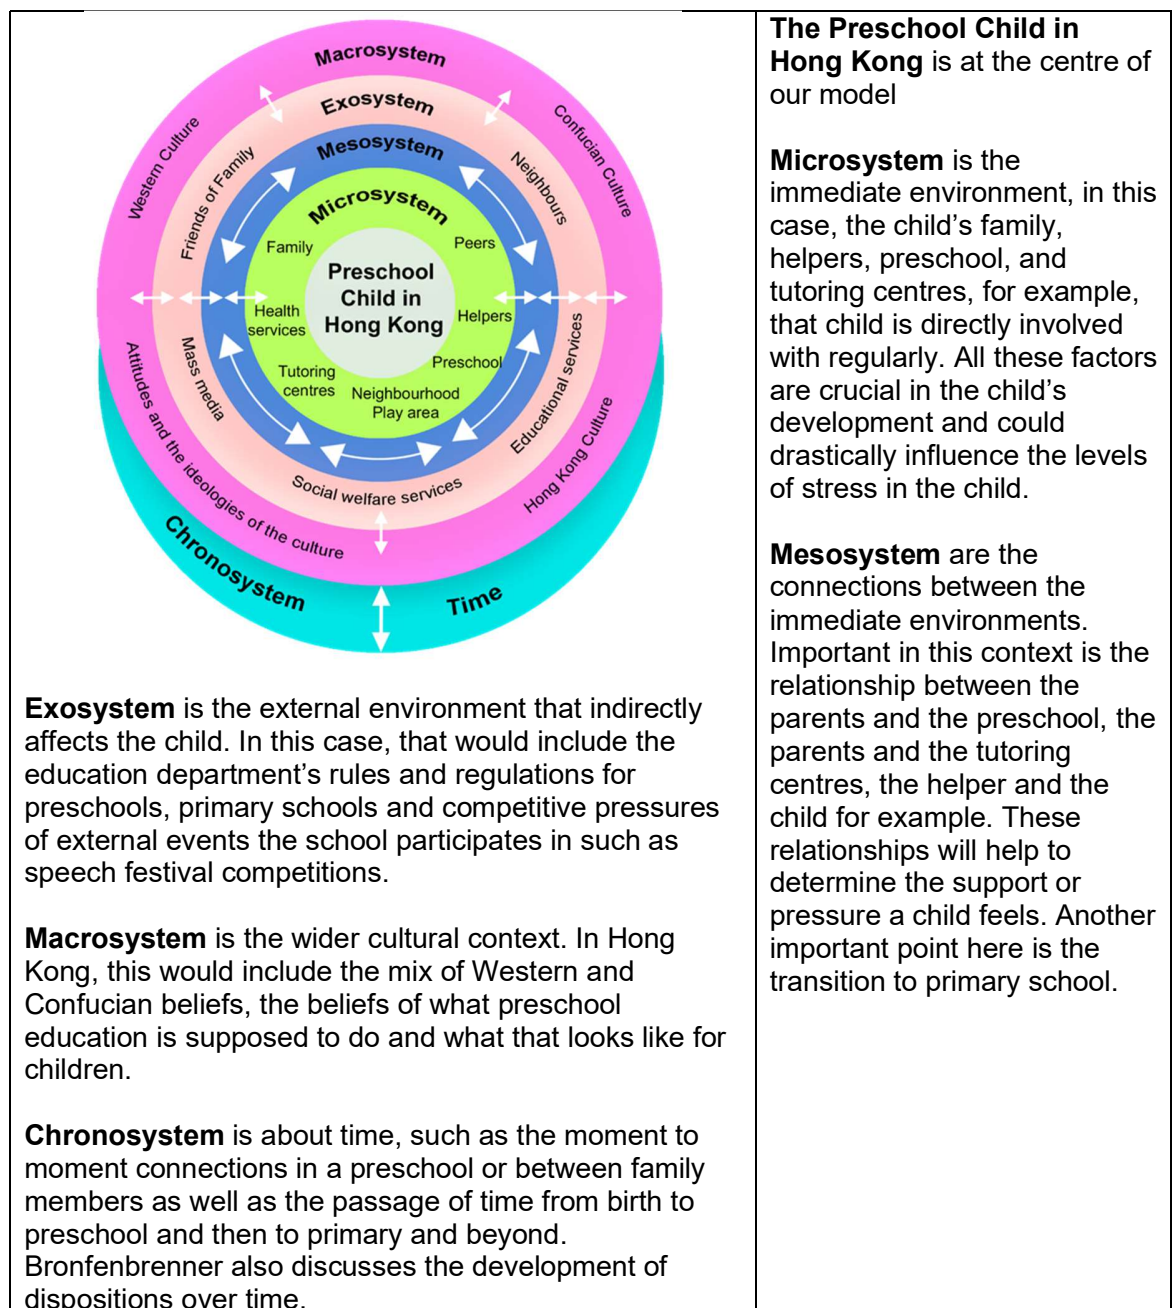 Macrosystem
Exosystem
Mesosystem
Microsystem
Western Culture
Confucian Culture
Friends of Family
Neighbours
Family
Peers
Preschool
Child in
Hong Kong
Health
services
Helpers
Preschool
Tutoring
centres
Neighbourhood
Play area
Mass media
Educational services
Social welfare services
Attitudes and the ideologies of the culture
Hong Kong Culture
Chronosystem
Time
Exosystem is the external environment that indirectly
affects the child. In this case, that would include the
education department's rules and regulations for
preschools, primary schools and competitive pressures
of external events the school participates in such as
speech festival competitions.
Macrosystem is the wider cultural context. In Hong
Kong, this would include the mix of Western and
Confucian beliefs, the beliefs of what preschool
education is supposed to do and what that looks like for
children.
Chronosystem is about time, such as the moment to
moment connections in a preschool or between family
members as well as the passage of time from birth to
preschool and then to primary and beyond.
Bronfenbrenner also discusses the development of
dispositions over time.
The Preschool Child in
Hong Kong is at the centre of
our model
Microsystem is the
immediate environment, in this
case, the child's family,
helpers, preschool, and
tutoring centres, for example,
that child is directly involved
with regularly. All these factors
are crucial in the child's
development and could
drastically influence the levels
of stress in the child.
Mesosystem are the
connections between the
immediate environments.
Important in this context is the
relationship between the
parents and the preschool, the
parents and the tutoring
centres, the helper and the
child for example. These
relationships will help to
determine the support or
pressure a child feels. Another
important point here is the
transition to primary school.